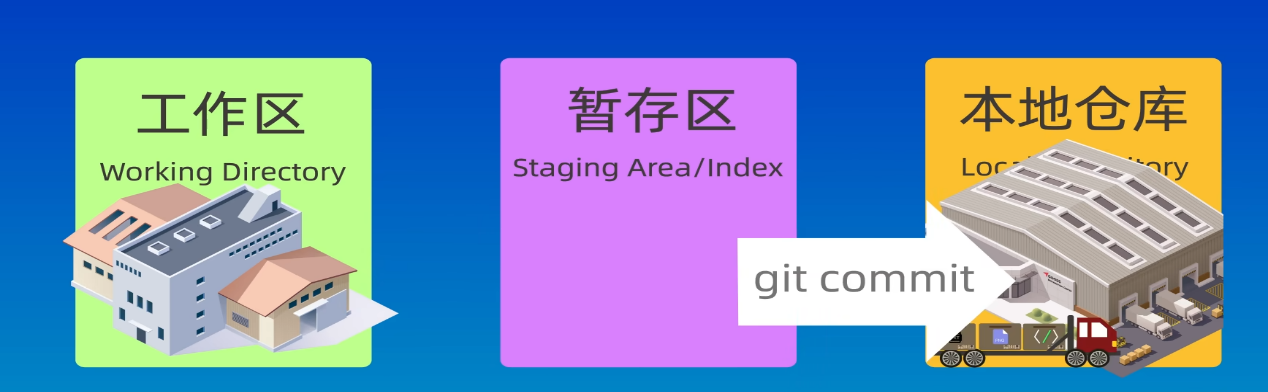 工作区
Working Directory
暂存区
Staging Area/Index
本地仓库
git commit